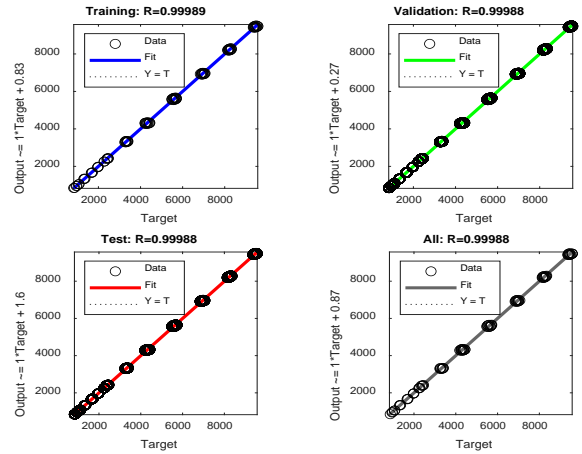 Training: R=0.99989
Output ~= 1*Target + 0.83
8000
6000
4000
2000
Data
Fit
Y = T
2000 4000 6000 8000
Target
Validation: R=0.99988
Output ~= 1*Target + 0.27
8000
6000
4000
2000
Data
Fit
Y = T
2000 4000 6000 8000
Target
Test: R=0.99988
Output ~= 1*Target + 1.6
8000
6000
4000
2000
Data
Fit
Y = T
2000 4000 6000 8000
Target
All: R=0.99988
Output ~= 1*Target + 0.87
8000
6000
4000
2000
Data
Fit
Y = T
2000 4000 6000 8000
Target